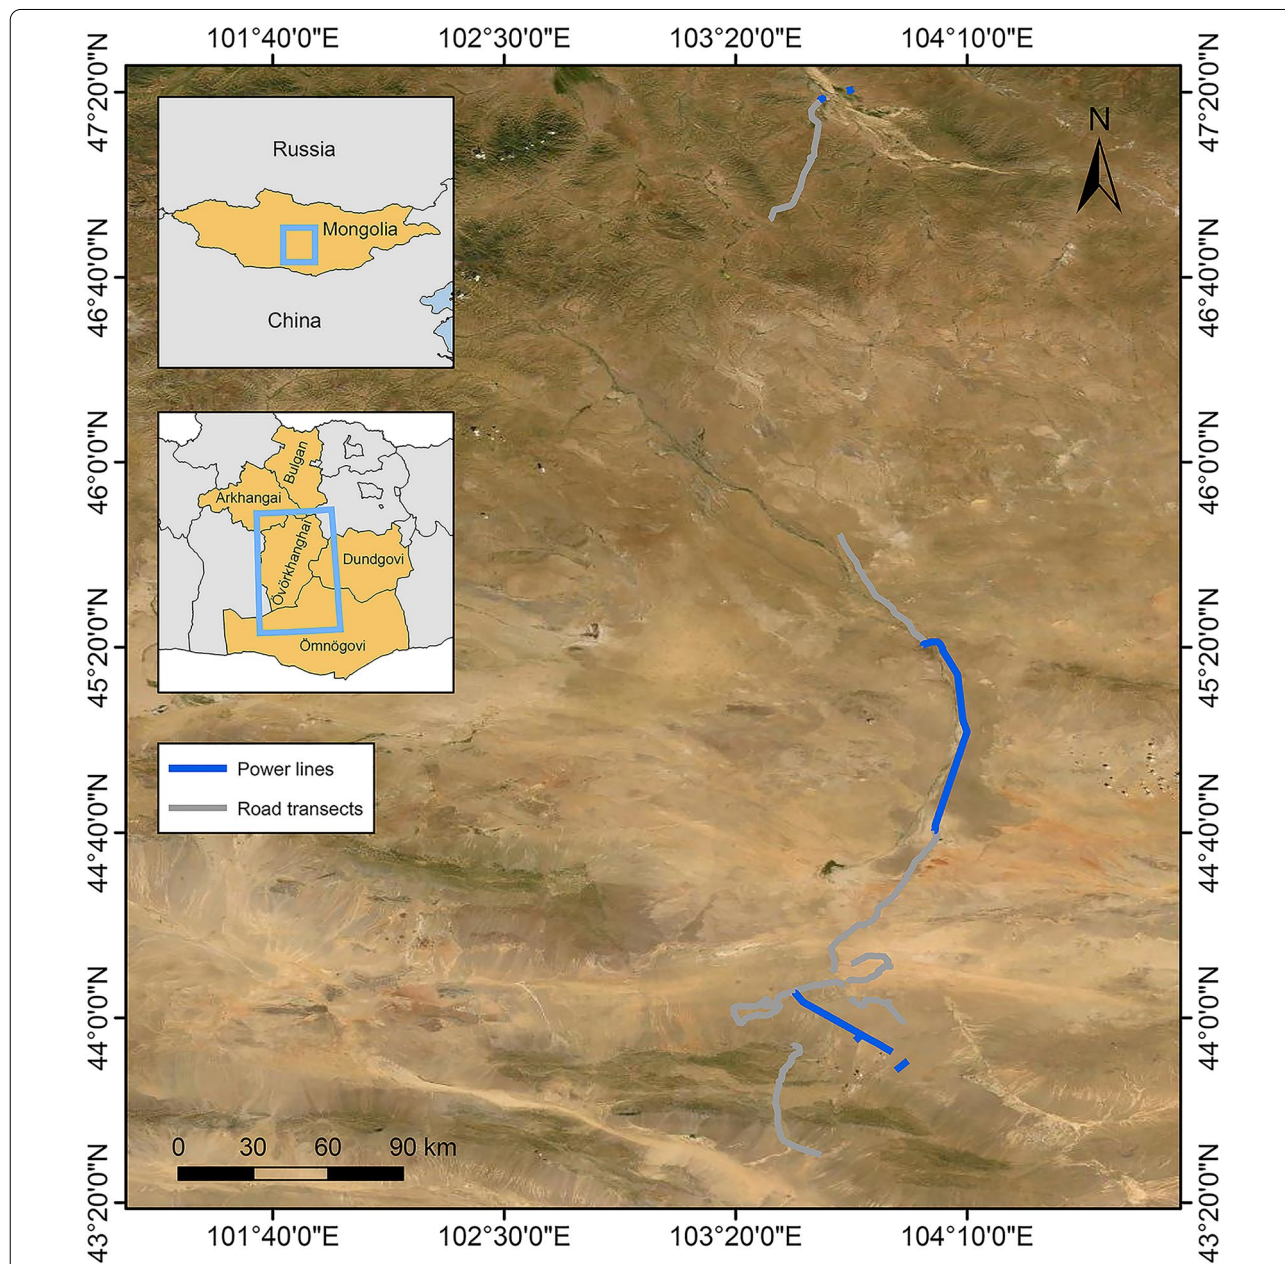 101°40'0"E 102°30'0"E 103°20'0"E 104°10'0"E
47°20'0"N
46°40'0"N
46°0'0"N
45°20'0"N
44°40'0"N
44°0'0"N
43°20'0"N
Russia
Mongolia
China
Bulgan
Arkhangai
Övörkhanghai
Dundgovi
Ömnögovi
Power lines
Road transects
N
0 30 60 90 km
47°20'0"N
46°40'0"N
46°0'0"N
45°20'0"N
44°40'0"N
44°0'0"N
43°20'0"N
101°40'0"E 102°30'0"E 103°20'0"E 104°10'0"E